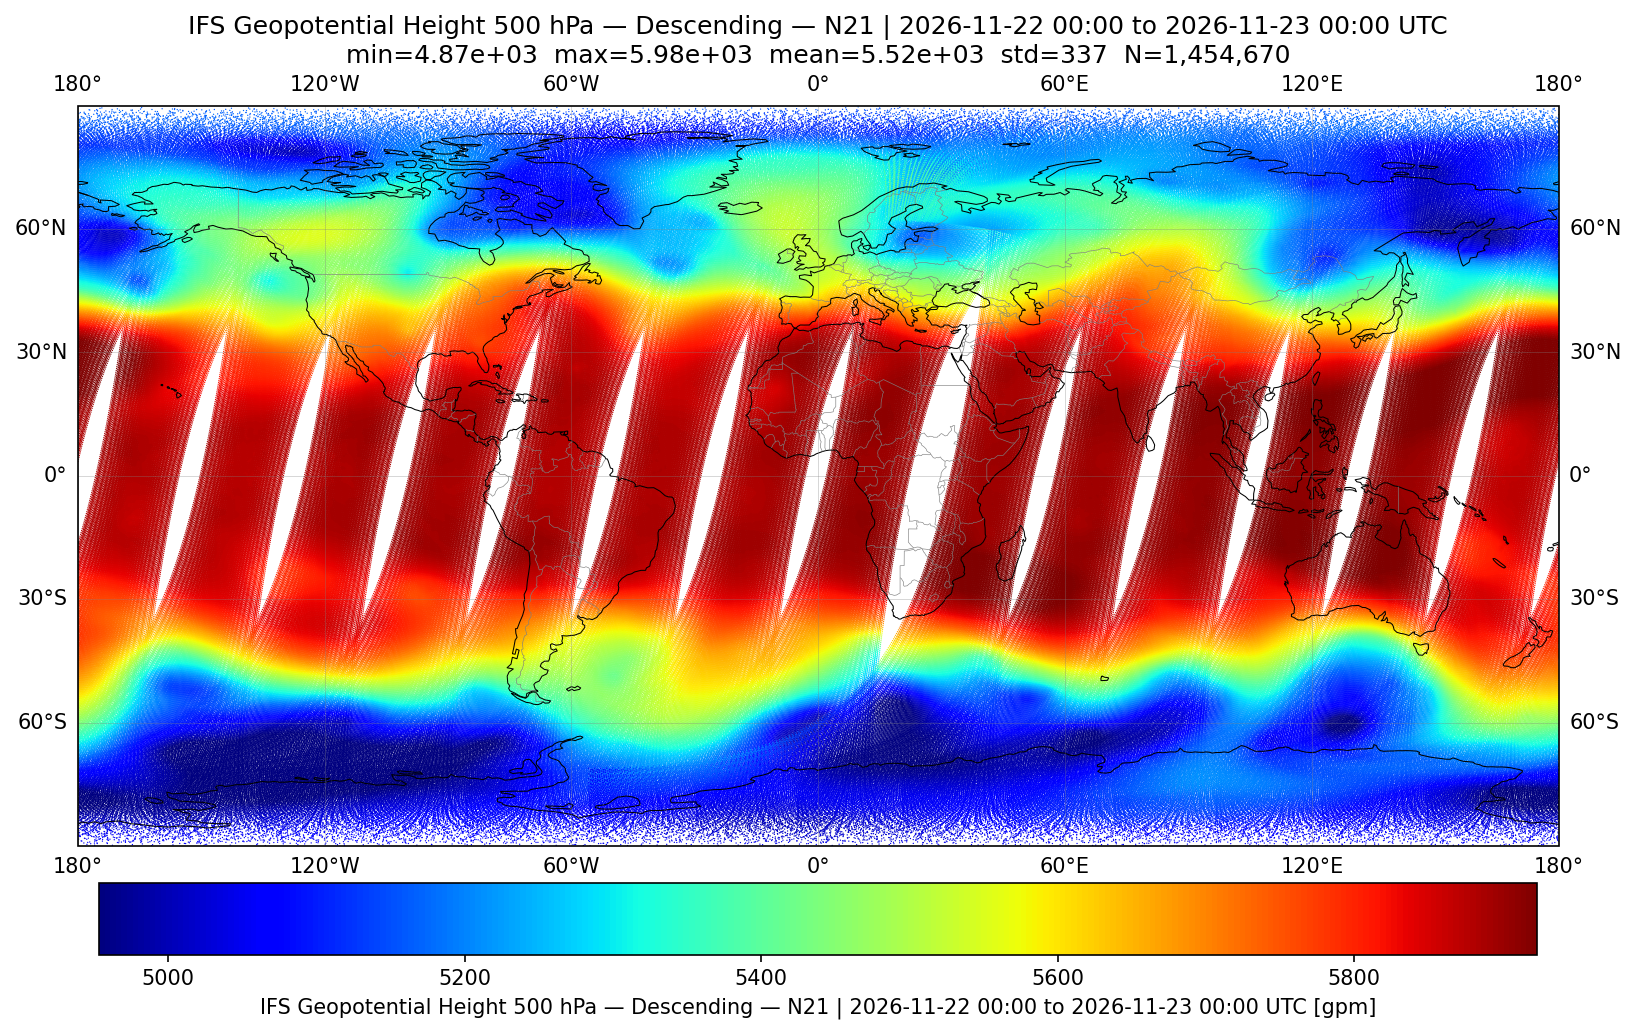 IFS Geopotential Height 500 hPa — Descending — N21 | 2026-11-22 00:00 to 2026-11-23 00:00 UTC
min=4.87e+03  max=5.98e+03  mean=5.52e+03  std=337  N=1,454,670
180° 120°W 60°W 0° 60°E 120°E 180°
60°N 60°N
30°N 30°N
0° 0°
30°S 30°S
60°S 60°S
180° 120°W 60°W 0° 60°E 120°E 180°
5000 5200 5400 5600 5800
IFS Geopotential Height 500 hPa — Descending — N21 | 2026-11-22 00:00 to 2026-11-23 00:00 UTC [gpm]